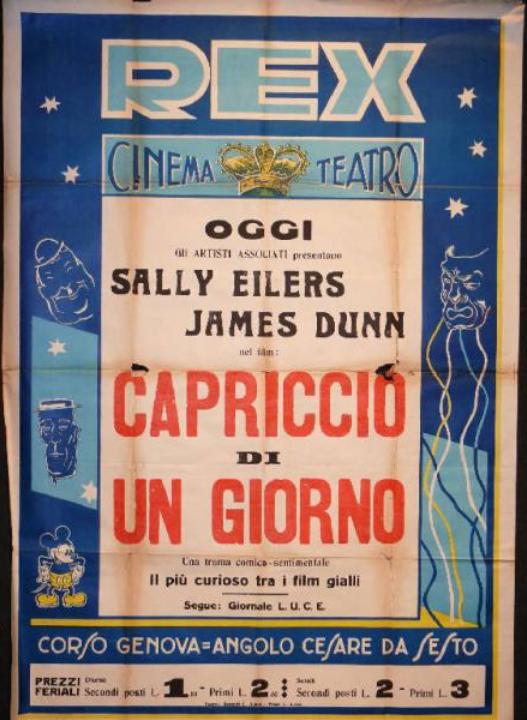 REX
CINEMA TEATRO
OGGI
Gli ARTISTI ASSOCIATI presentano
SALLY EILERS
JAMES DUNN
nel film:
CAPRICCIO
DI
UN GIORNO
Una trama comico-sentimentale
Il più curioso tra i film gialli
Segue: Giornale L.U.C.E.
CORSO GENOVA=ANGOLO CESARE DA SESTO
PREZZI FERIALI Diurno Secondi posti L. 1 - Primi L. 2 : Serali Secondi posti L. 2 - Primi L. 3